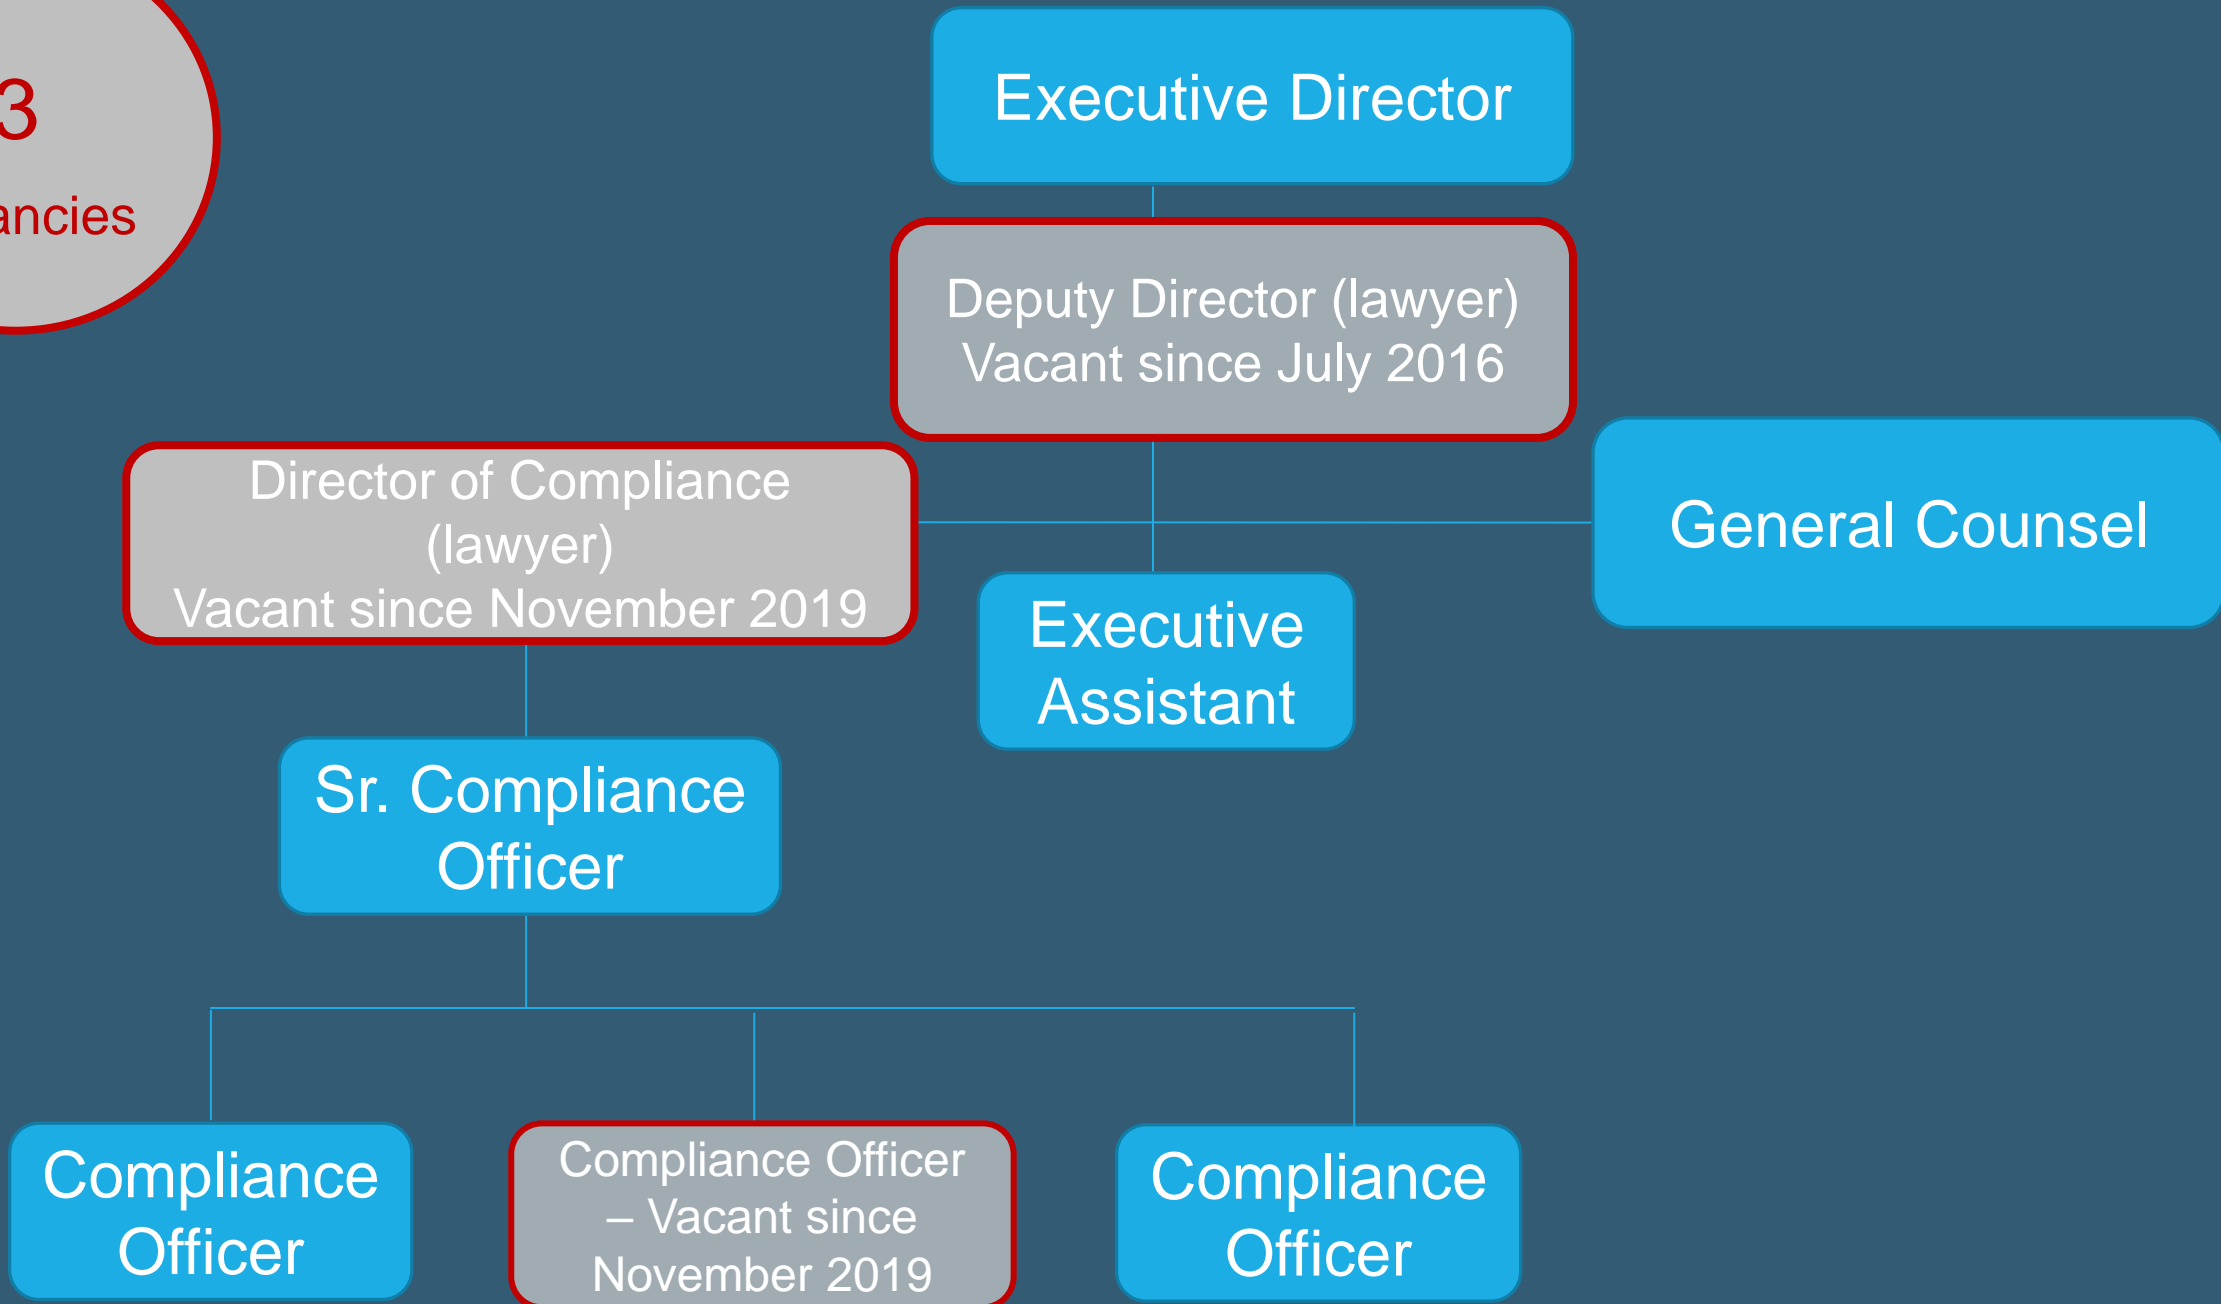 3
ancies
Executive Director
Deputy Director (lawyer)
Vacant since July 2016
Director of Compliance
(lawyer)
Vacant since November 2019
General Counsel
Executive
Assistant
Sr. Compliance
Officer
Compliance
Officer
Compliance Officer
– Vacant since
November 2019
Compliance
Officer